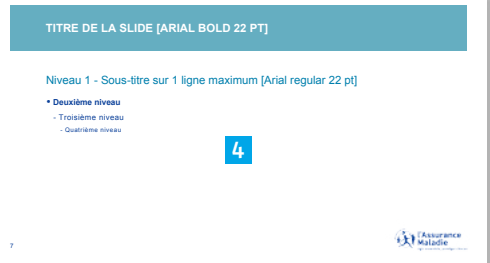 TITRE DE LA SLIDE [ARIAL BOLD 22 PT]
Niveau 1 - Sous-titre sur 1 ligne maximum [Arial regular 22 pt]
• Deuxième niveau
- Troisième niveau
- Quatrième niveau
4
l'Assurance
Maladie
7